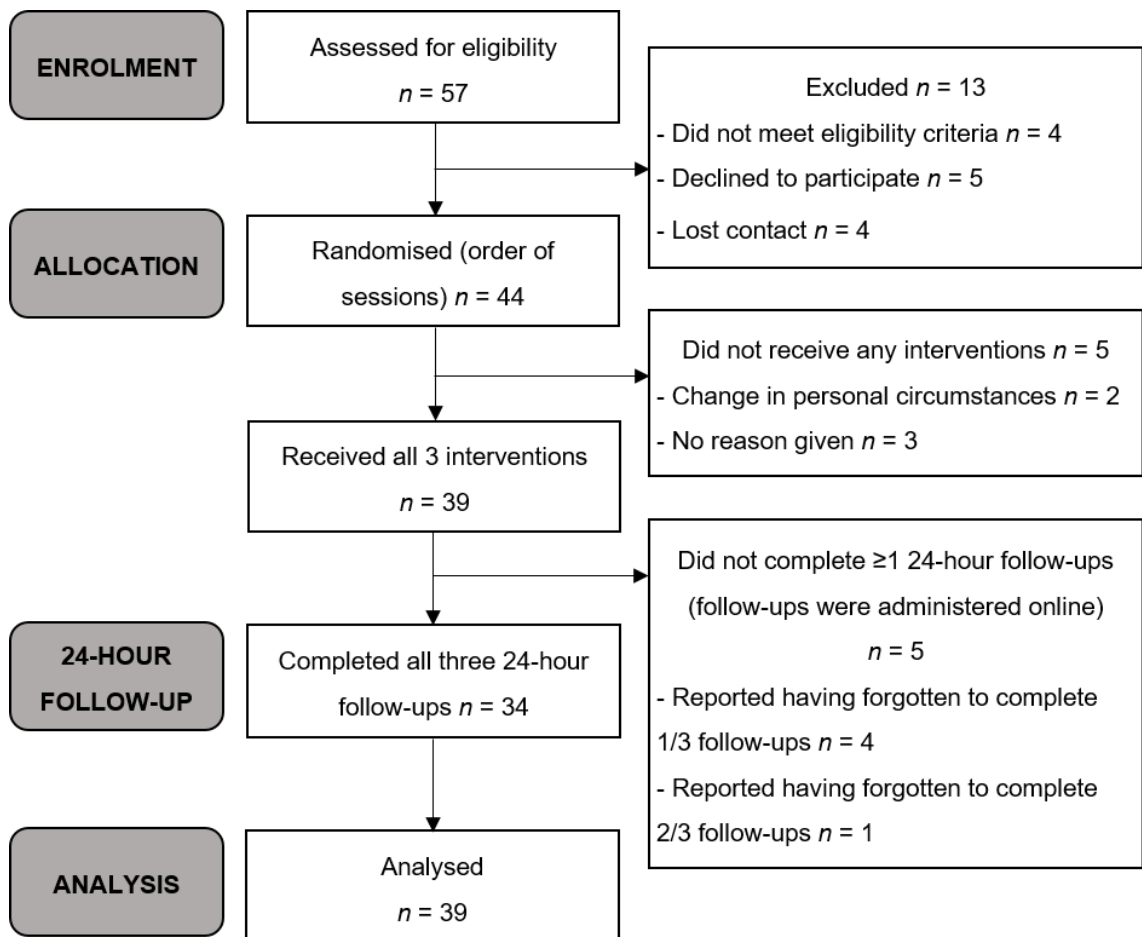 ENROLMENT
Assessed for eligibility
n = 57
Excluded n = 13
- Did not meet eligibility criteria n = 4
- Declined to participate n = 5
- Lost contact n = 4
ALLOCATION
Randomised (order of
sessions) n = 44
Did not receive any interventions n = 5
- Change in personal circumstances n = 2
- No reason given n = 3
Received all 3 interventions
n = 39
Did not complete ≥1 24-hour follow-ups
(follow-ups were administered online)
n = 5
- Reported having forgotten to complete
1/3 follow-ups n = 4
- Reported having forgotten to complete
2/3 follow-ups n = 1
24-HOUR
FOLLOW-UP
Completed all three 24-hour
follow-ups n = 34
ANALYSIS
Analysed
n = 39